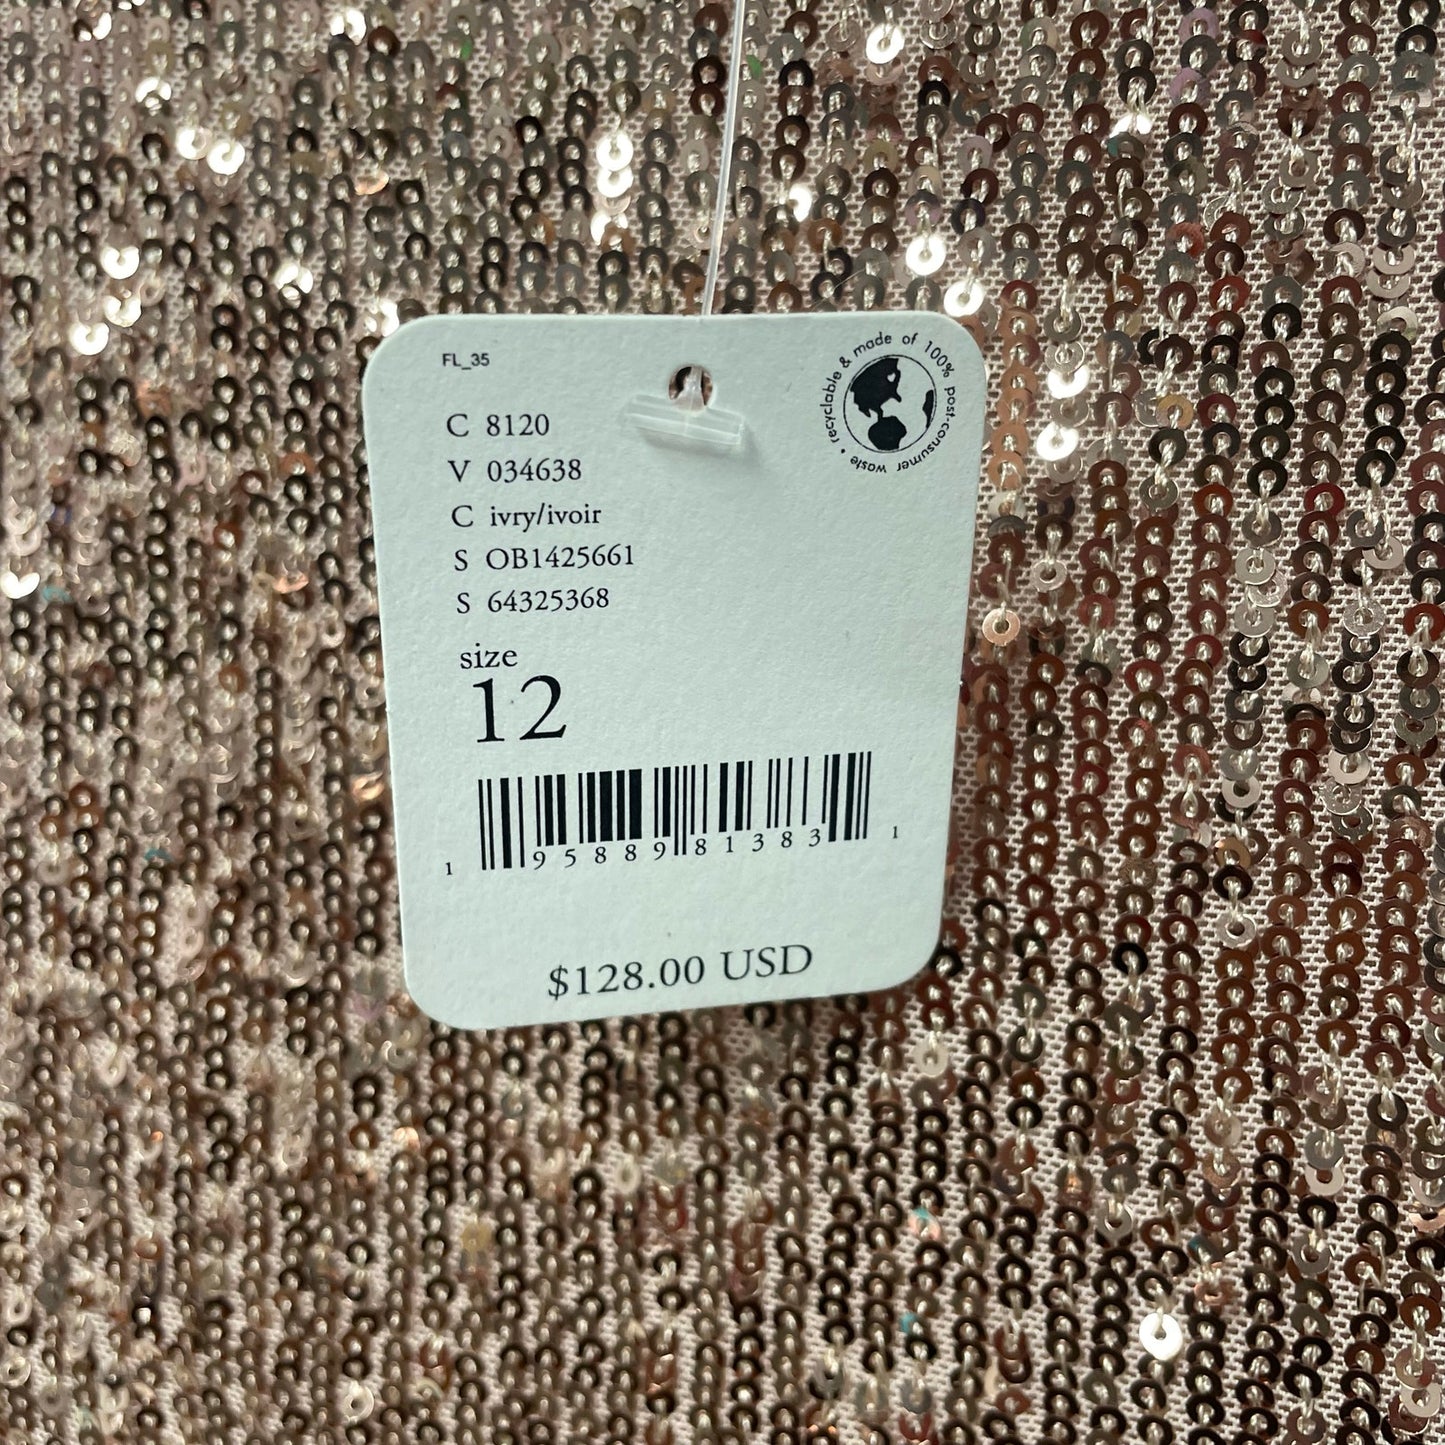 FL_35
recyclable & made of 100% post-consumer waste •
C 8120
V 034638
C ivry/ivoir
S OB1425661
S 64325368
size
12
1 95889 81383 1
$128.00 USD